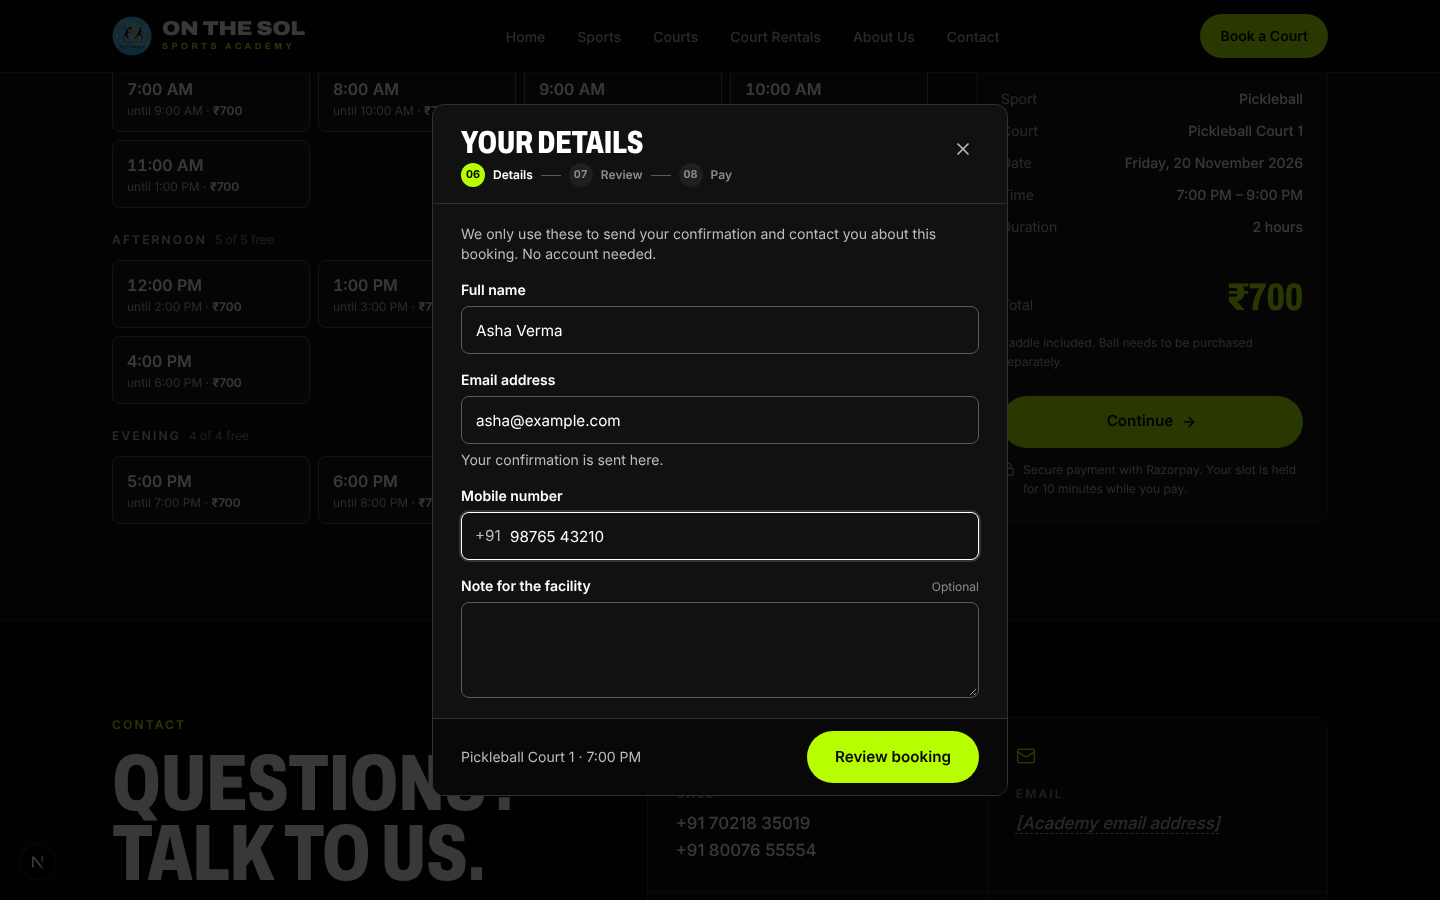 ON THE SOL
SPORTS ACADEMY
Home
Sports
Courts
Court Rentals
About Us
Contact
Book a Court
7:00 AM
until 9:00 AM · ₹700
8:00 AM
until 10:00 AM ·
9:00 AM
10:00 AM
11:00 AM
until 1:00 PM · ₹700
AFTERNOON 5 of 5 free
12:00 PM
until 2:00 PM · ₹700
1:00 PM
until 3:00 PM ·
4:00 PM
until 6:00 PM · ₹700
EVENING 4 of 4 free
5:00 PM
until 7:00 PM · ₹700
6:00 PM
until 8:00 PM ·
YOUR DETAILS
06 Details
07 Review
08 Pay
We only use these to send your confirmation and contact you about this
booking. No account needed.
Full name
Asha Verma
Email address
asha@example.com
Your confirmation is sent here.
Mobile number
+91 98765 43210
Note for the facility
Optional
Pickleball Court 1 · 7:00 PM
Review booking
Sport Pickleball
Pickleball Court 1
Friday, 20 November 2026
7:00 PM – 9:00 PM
2 hours
₹700
included. Ball needs to be purchased
Continue →
Secure payment with Razorpay. Your slot is held
for 10 minutes while you pay.
CONTACT
QUESTIONS?
TALK TO US.
+91 70218 35019
+91 80076 55554
EMAIL
[Academy email address]
N